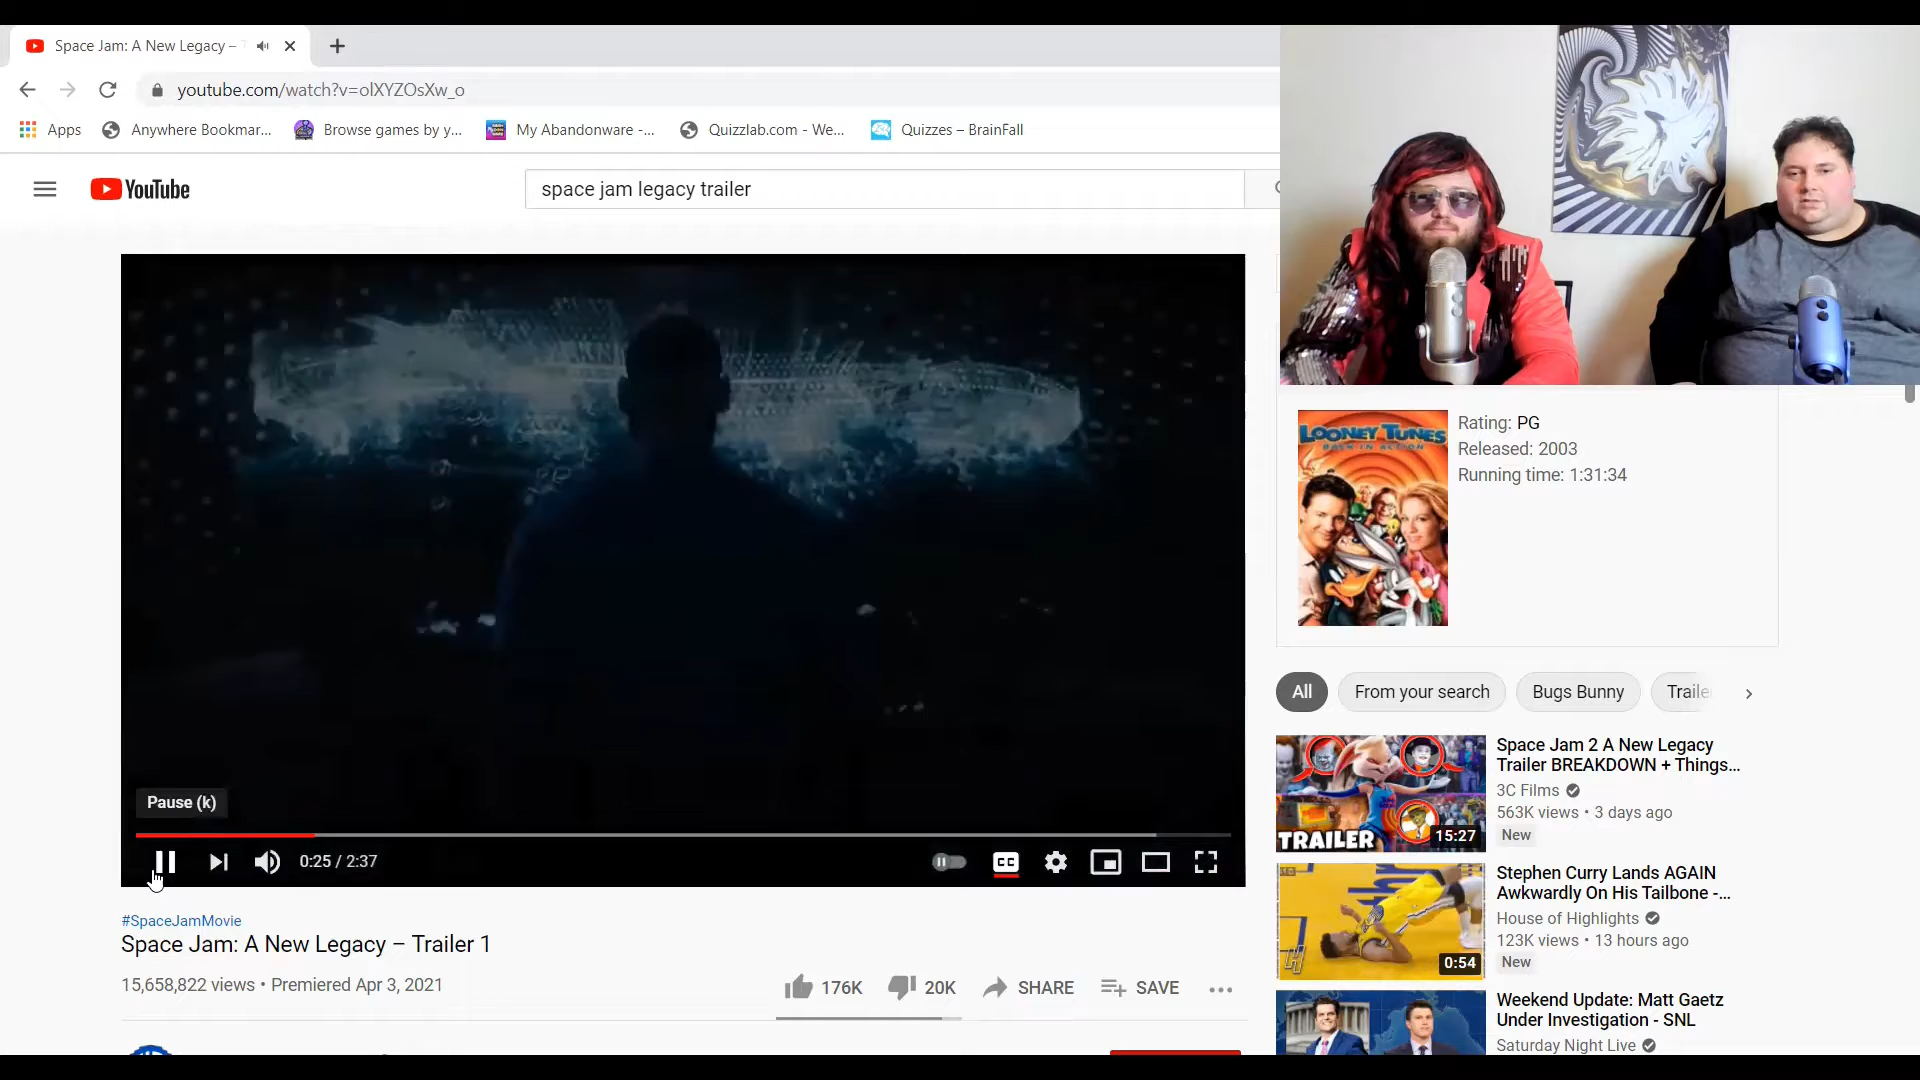 Space Jam: A New Legacy –
youtube.com/watch?v=olXYZOsXw_o
Apps
Anywhere Bookmar...
Browse games by y...
My Abandonware -...
Quizzlab.com - We...
Quizzes – BrainFall
YouTube
space jam legacy trailer
LOONEY TUNES
BACK IN ACTION
Rating: PG
Released: 2003
Running time: 1:31:34
All
From your search
Bugs Bunny
Traile
TRAILER
15:27
Space Jam 2 A New Legacy
Trailer BREAKDOWN + Things...
3C Films
563K views • 3 days ago
New
Pause (k)
0:25 / 2:37
CC
0:54
Stephen Curry Lands AGAIN
Awkwardly On His Tailbone -...
House of Highlights
123K views • 13 hours ago
New
#SpaceJamMovie
Space Jam: A New Legacy – Trailer 1
15,658,822 views • Premiered Apr 3, 2021
176K
20K
SHARE
SAVE
Weekend Update: Matt Gaetz
Under Investigation - SNL
Saturday Night Live